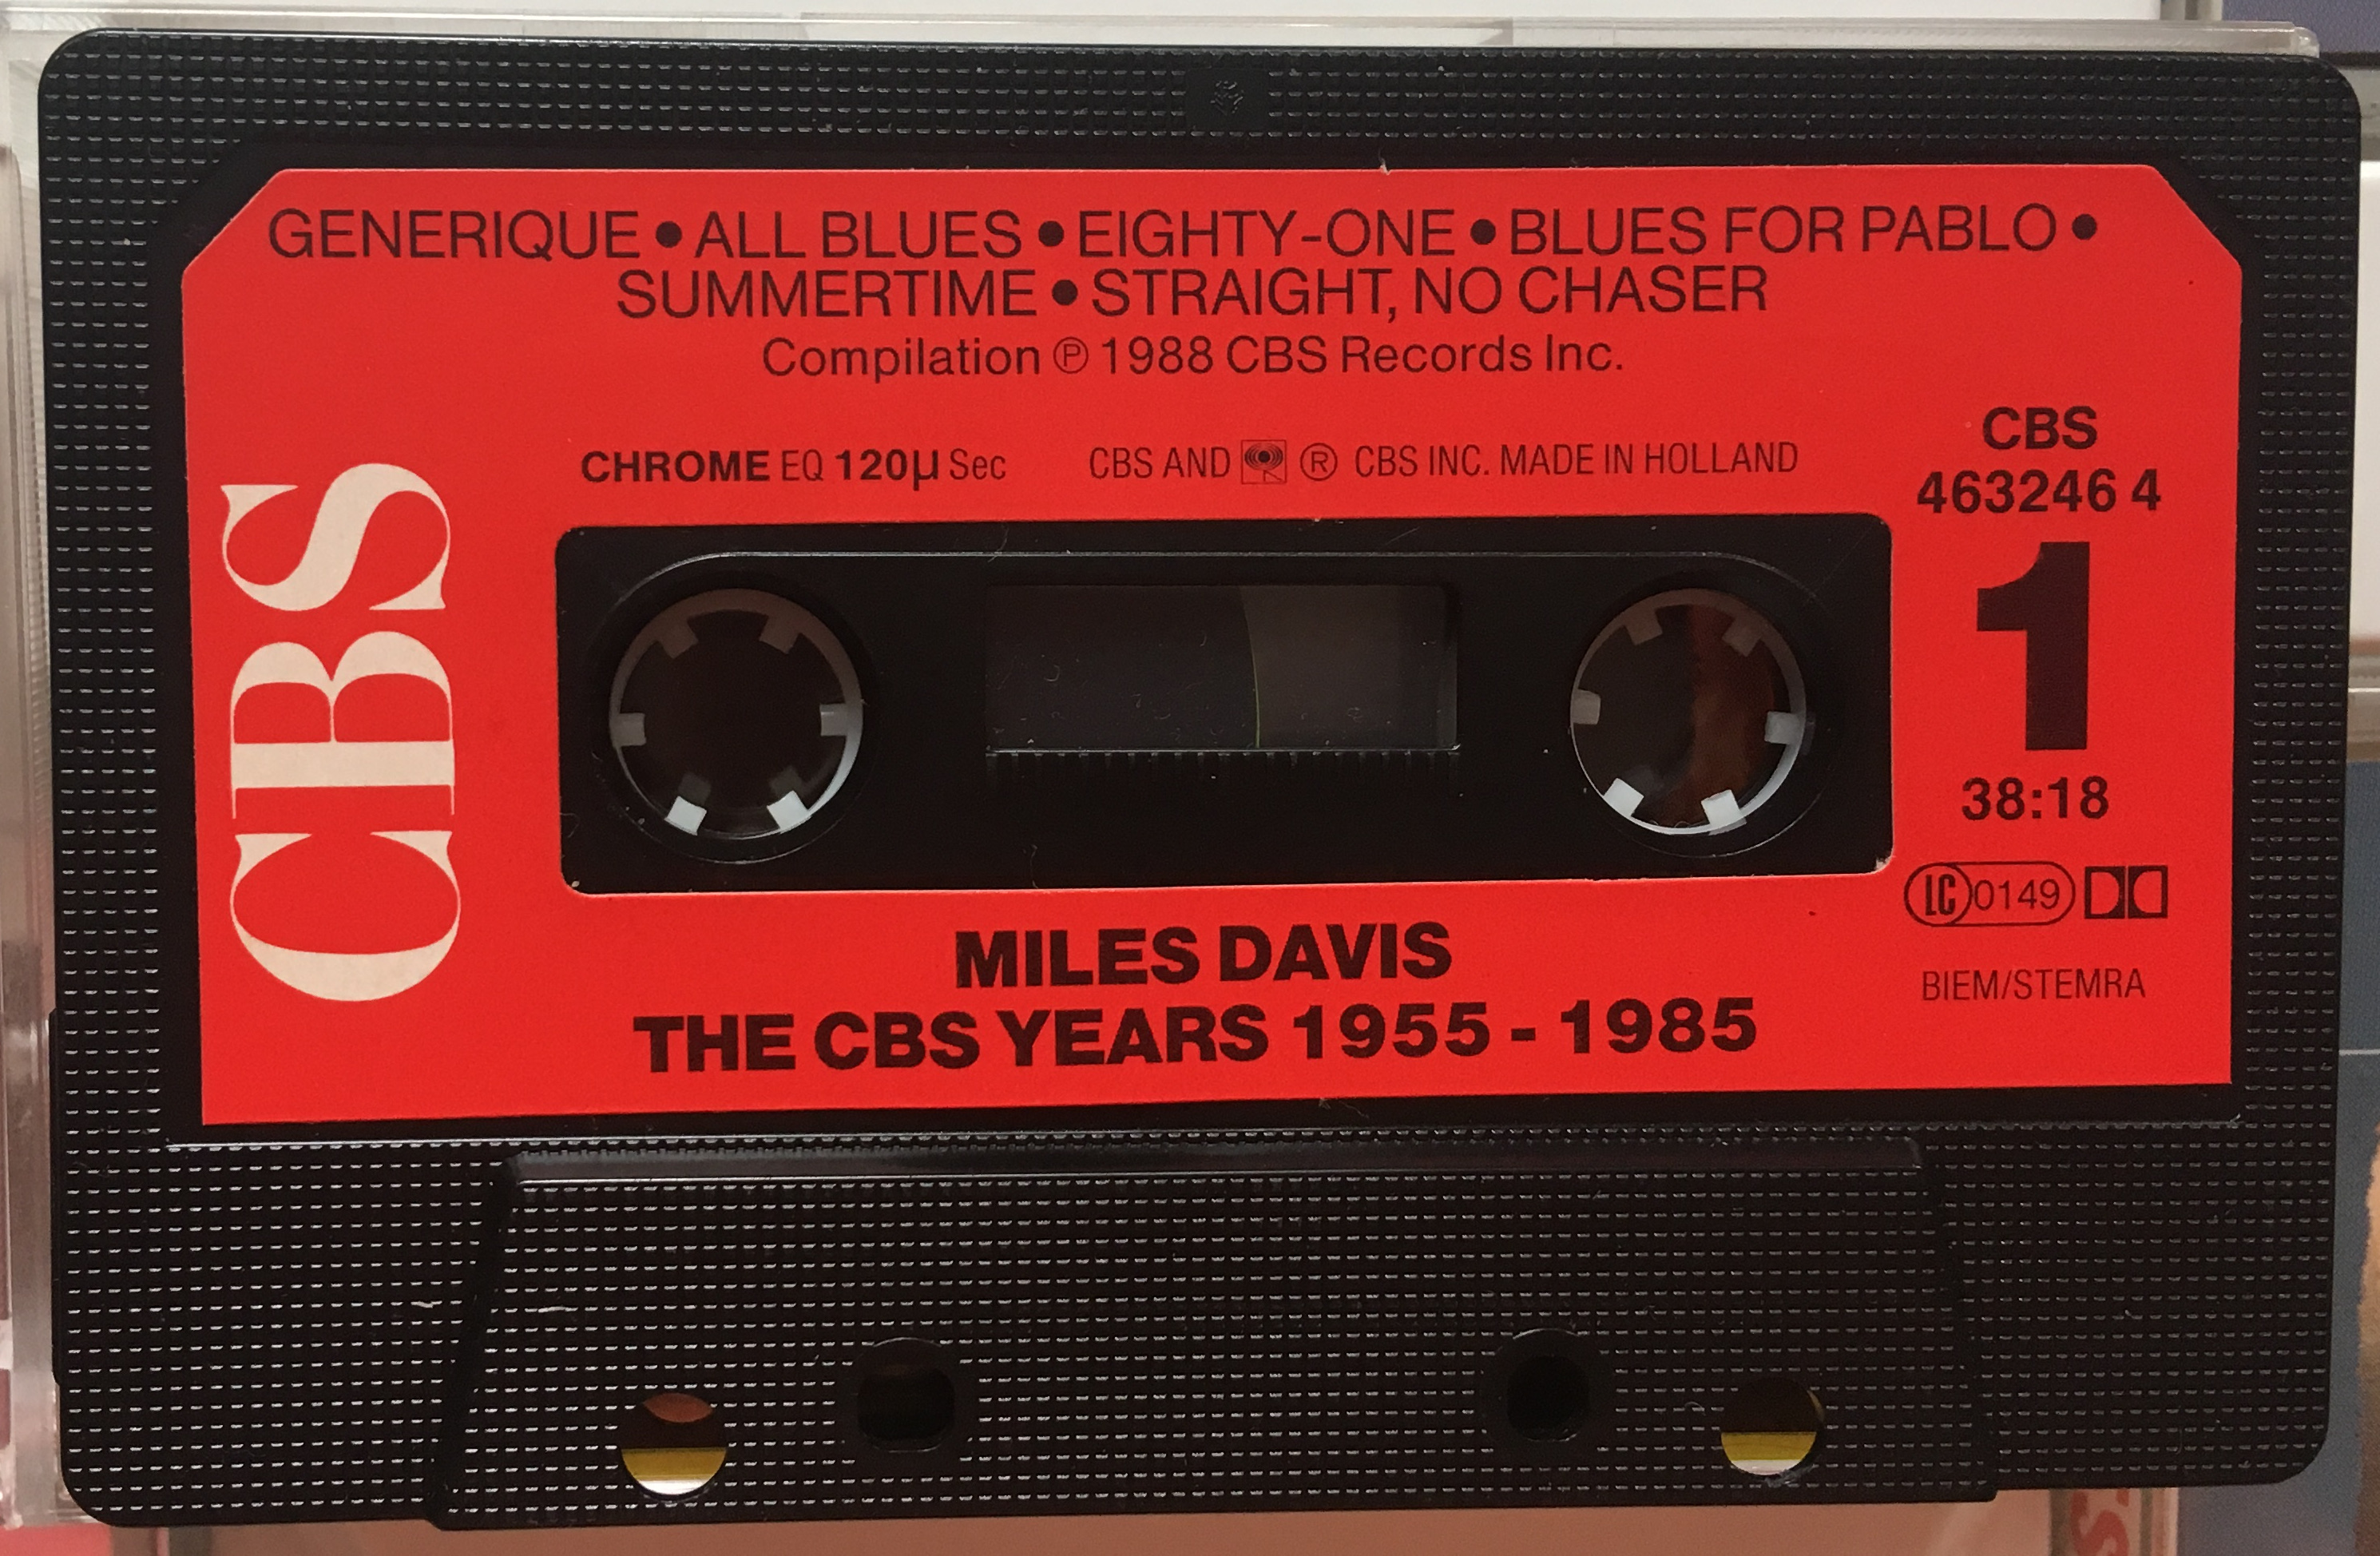 GENERIQUE • ALL BLUES • EIGHTY-ONE • BLUES FOR PABLO •
SUMMERTIME • STRAIGHT, NO CHASER
Compilation ℗ 1988 CBS Records Inc.
CHROME EQ 120µ Sec
CBS AND ® CBS INC. MADE IN HOLLAND
CBS
463246 4
1
38:18
LC 0149
BIEM/STEMRA
CBS
MILES DAVIS
THE CBS YEARS 1955 - 1985